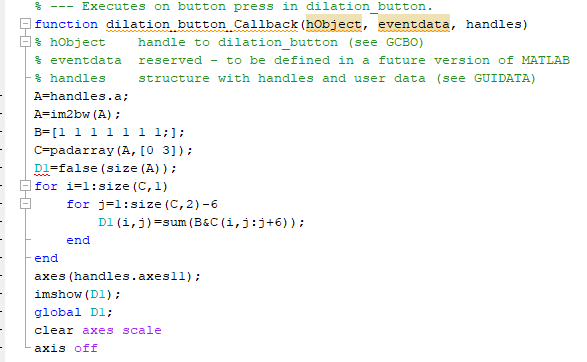 % --- Executes on button press in dilation_button.
function dilation_button_Callback(hObject, eventdata, handles)
% hObject    handle to dilation_button (see GCBO)
% eventdata  reserved - to be defined in a future version of MATLAB
% handles    structure with handles and user data (see GUIDATA)
A=handles.a;
A=im2bw(A);
B=[1 1 1 1 1 1 1;];
C=padarray(A,[0 3]);
D1=false(size(A));
for i=1:size(C,1)
    for j=1:size(C,2)-6
        D1(i,j)=sum(B&C(i,j:j+6));
    end
end
axes(handles.axes11);
imshow(D1);
global D1;
clear axes scale
axis off